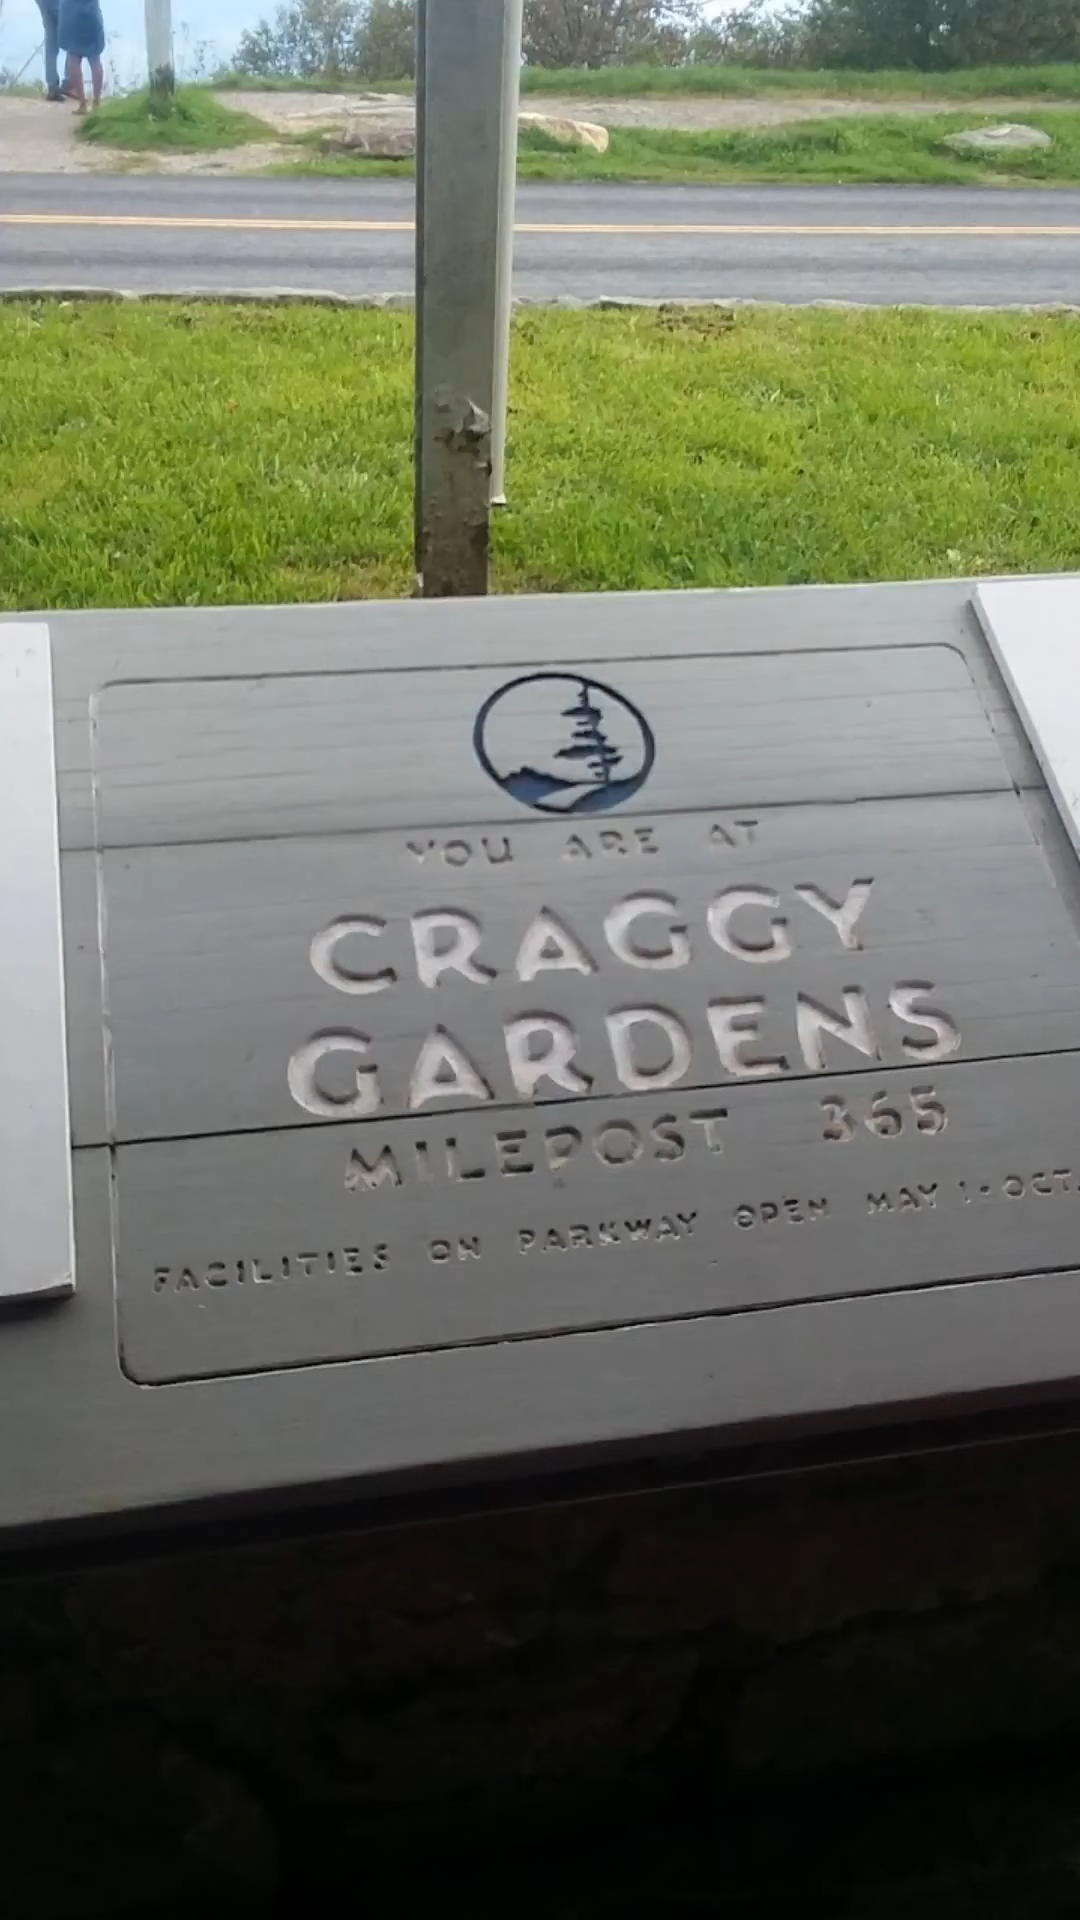 YOU ARE AT
CRAGGY
GARDENS
MILEPOST 365
FACILITIES ON PARKWAY OPEN MAY 1-OCT.